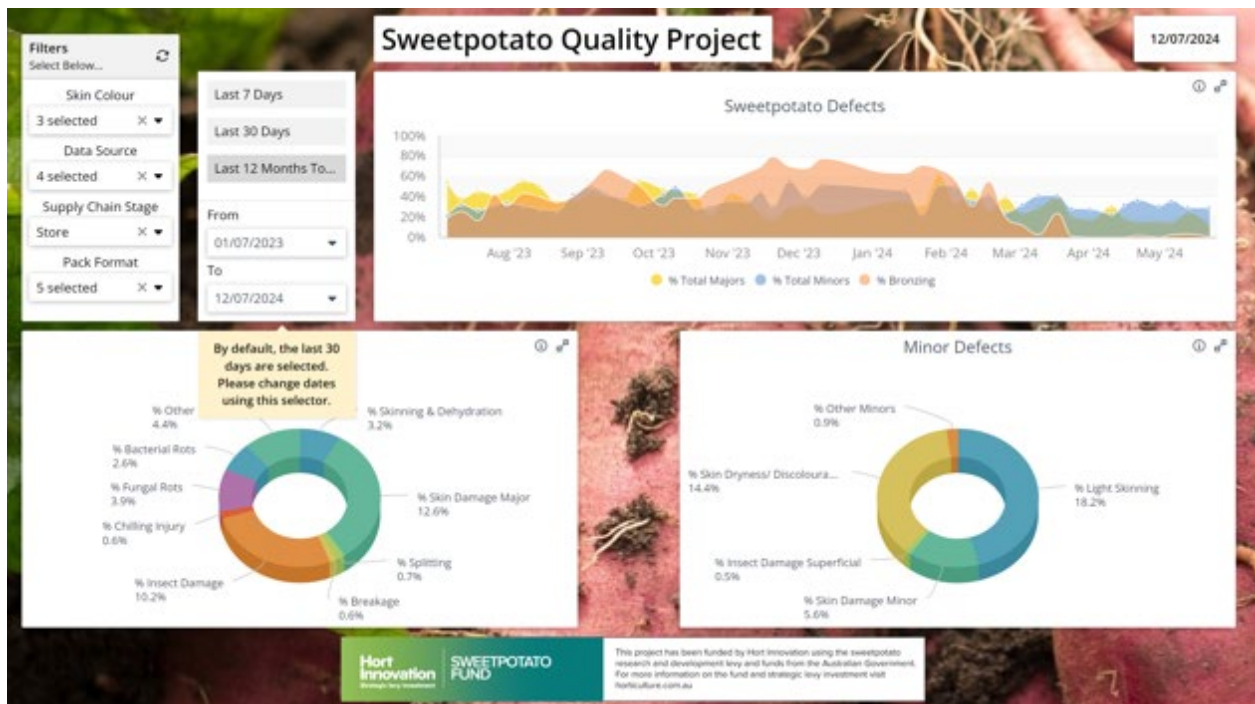 Filters
Select Below...
Skin Colour
3 selected
Data Source
4 selected
Supply Chain Stage
Store
Pack Format
5 selected
Last 7 Days
Last 30 Days
Last 12 Months To...
From
01/07/2023
To
12/07/2024
By default, the last 30
days are selected.
Please change dates
using this selector.
Sweetpotato Quality Project
12/07/2024
Sweetpotato Defects
100%
80%
60%
40%
20%
0%
Aug '23 Sep '23 Oct '23 Nov '23 Dec '23 Jan '24 Feb '24 Mar '24 Apr '24 May '24
% Total Majors % Total Minors % Bronzing
% Other
4.4%
% Skinning & Dehydration
3.2%
% Bacterial Rots
2.6%
% Fungal Rots
3.9%
% Skin Damage Major
12.6%
% Chilling Injury
0.6%
% Splitting
0.7%
% Insect Damage
10.2%
% Breakage
0.6%
Minor Defects
% Other Minors
0.9%
% Skin Dryness/ Discoloura...
14.4%
% Light Skinning
18.2%
% Insect Damage Superficial
0.5%
% Skin Damage Minor
5.6%
Hort
Innovation
Strategic levy investment
SWEETPOTATO
FUND
This project has been funded by Hort Innovation using the sweetpotato
research and development levy and funds from the Australian Government.
For more information on the fund and strategic levy investment visit
horticulture.com.au